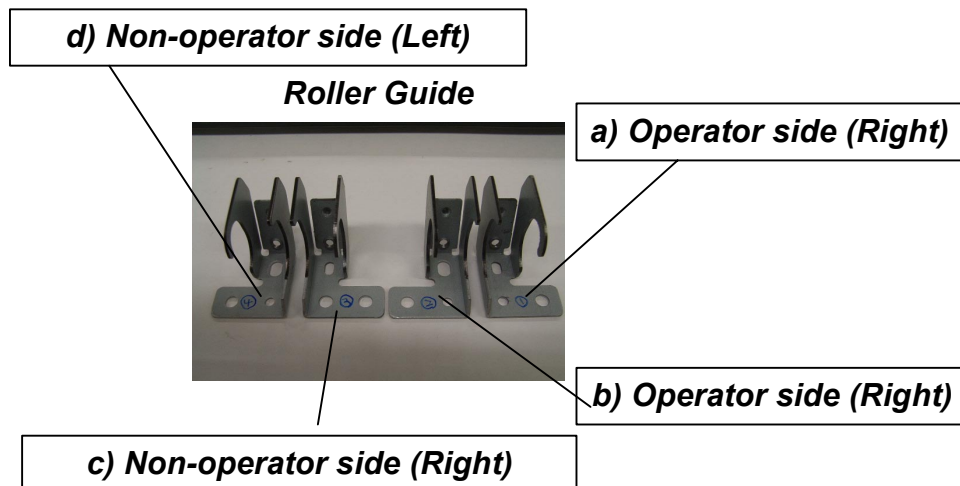 d) Non-operator side (Left)
Roller Guide
a) Operator side (Right)
b) Operator side (Right)
c) Non-operator side (Right)